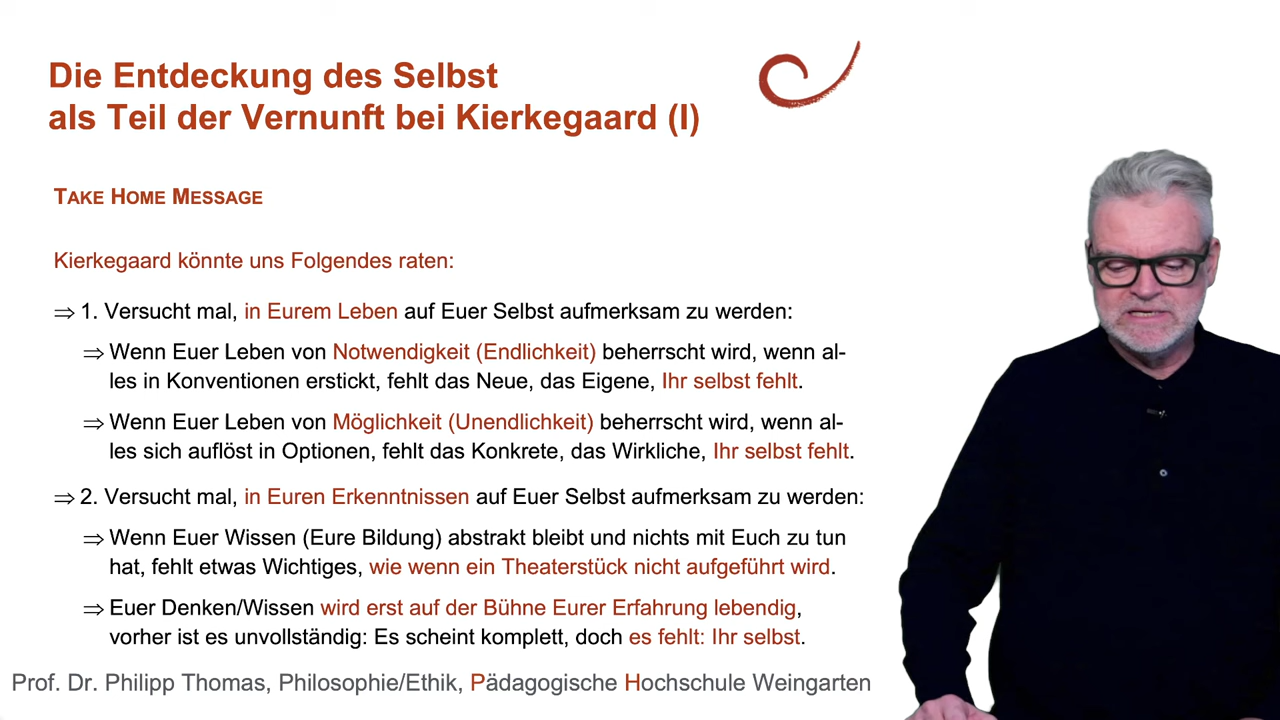 Die Entdeckung des Selbst
als Teil der Vernunft bei Kierkegaard (I)
TAKE HOME MESSAGE
Kierkegaard könnte uns Folgendes raten:
⇒ 1. Versucht mal, in Eurem Leben auf Euer Selbst aufmerksam zu werden:
⇒ Wenn Euer Leben von Notwendigkeit (Endlichkeit) beherrscht wird, wenn al-
les in Konventionen erstickt, fehlt das Neue, das Eigene, Ihr selbst fehlt.
⇒ Wenn Euer Leben von Möglichkeit (Unendlichkeit) beherrscht wird, wenn al-
les sich auflöst in Optionen, fehlt das Konkrete, das Wirkliche, Ihr selbst fehlt.
⇒ 2. Versucht mal, in Euren Erkenntnissen auf Euer Selbst aufmerksam zu werden:
⇒ Wenn Euer Wissen (Eure Bildung) abstrakt bleibt und nichts mit Euch zu tun
hat, fehlt etwas Wichtiges, wie wenn ein Theaterstück nicht aufgeführt wird.
⇒ Euer Denken/Wissen wird erst auf der Bühne Eurer Erfahrung lebendig,
vorher ist es unvollständig: Es scheint komplett, doch es fehlt: Ihr selbst.
Prof. Dr. Philipp Thomas, Philosophie/Ethik, Pädagogische Hochschule Weingarten